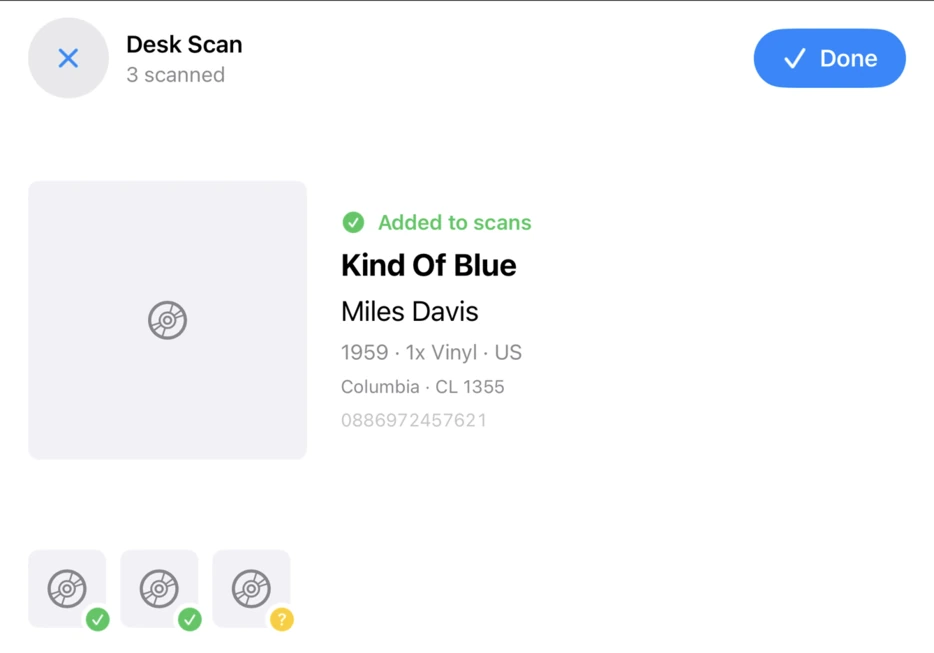 Desk Scan
3 scanned
Done
Added to scans
Kind Of Blue
Miles Davis
1959 · 1x Vinyl · US
Columbia · CL 1355
0886972457621
?